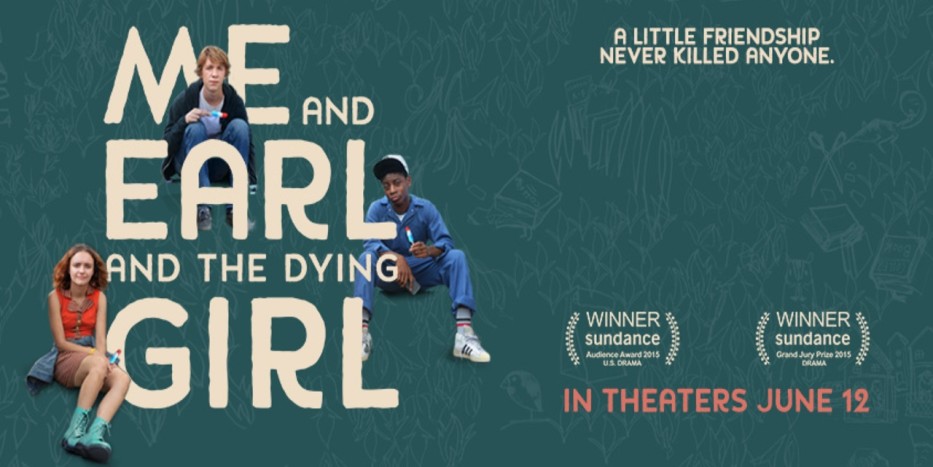 ME AND
EARL
AND THE DYING
GIRL
A LITTLE FRIENDSHIP
NEVER KILLED ANYONE.
WINNER
sundance
Audience Award 2015
U.S. DRAMA
WINNER
sundance
Grand Jury Prize 2015
DRAMA
IN THEATERS JUNE 12